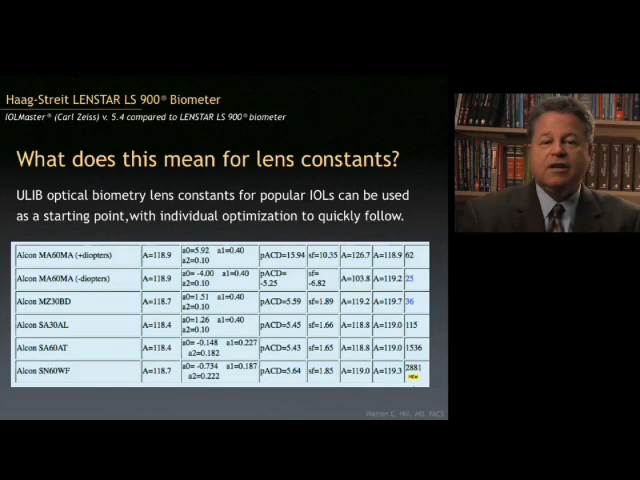 Haag-Streit LENSTAR LS 900® Biometer
IOLMaster® (Carl Zeiss) v. 5.4 compared to LENSTAR LS 900® biometer
What does this mean for lens constants?
ULIB optical biometry lens constants for popular IOLs can be used
as a starting point,with individual optimization to quickly follow.
Alcon MA60MA (+diopters) A=118.9 a0=5.92 a1=0.40 a2=0.10 pACD=15.94 sf=10.35 A=126.7 A=118.9 62
Alcon MA60MA (-diopters) A=118.9 a0= -4.00 a1=0.40 a2=0.10 pACD= -5.25 sf= -6.82 A=103.8 A=119.2 25
Alcon MZ30BD A=118.7 a0=1.51 a1=0.40 a2=0.10 pACD=5.59 sf=1.89 A=119.2 A=119.7 36
Alcon SA30AL A=118.4 a0=1.26 a1=0.40 a2=0.10 pACD=5.45 sf=1.66 A=118.8 A=119.0 115
Alcon SA60AT A=118.4 a0= -0.148 a1=0.227 a2=0.182 pACD=5.43 sf=1.65 A=118.8 A=119.0 1536
Alcon SN60WF A=118.7 a0= -0.734 a1=0.187 a2=0.222 pACD=5.64 sf=1.85 A=119.0 A=119.3 2881 NEW
Warren E. Hill, MD, FACS